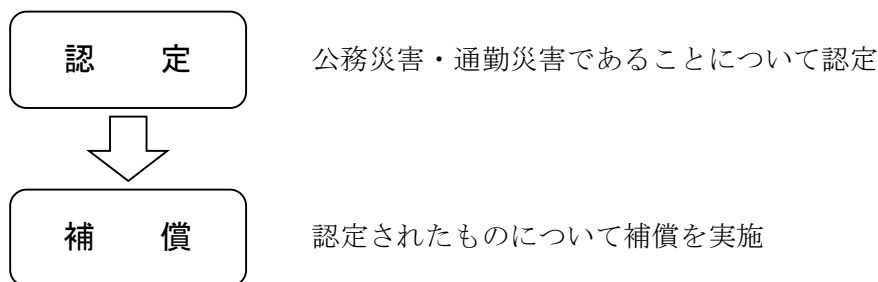 認　定
公務災害・通勤災害であることについて認定
補　償
認定されたものについて補償を実施